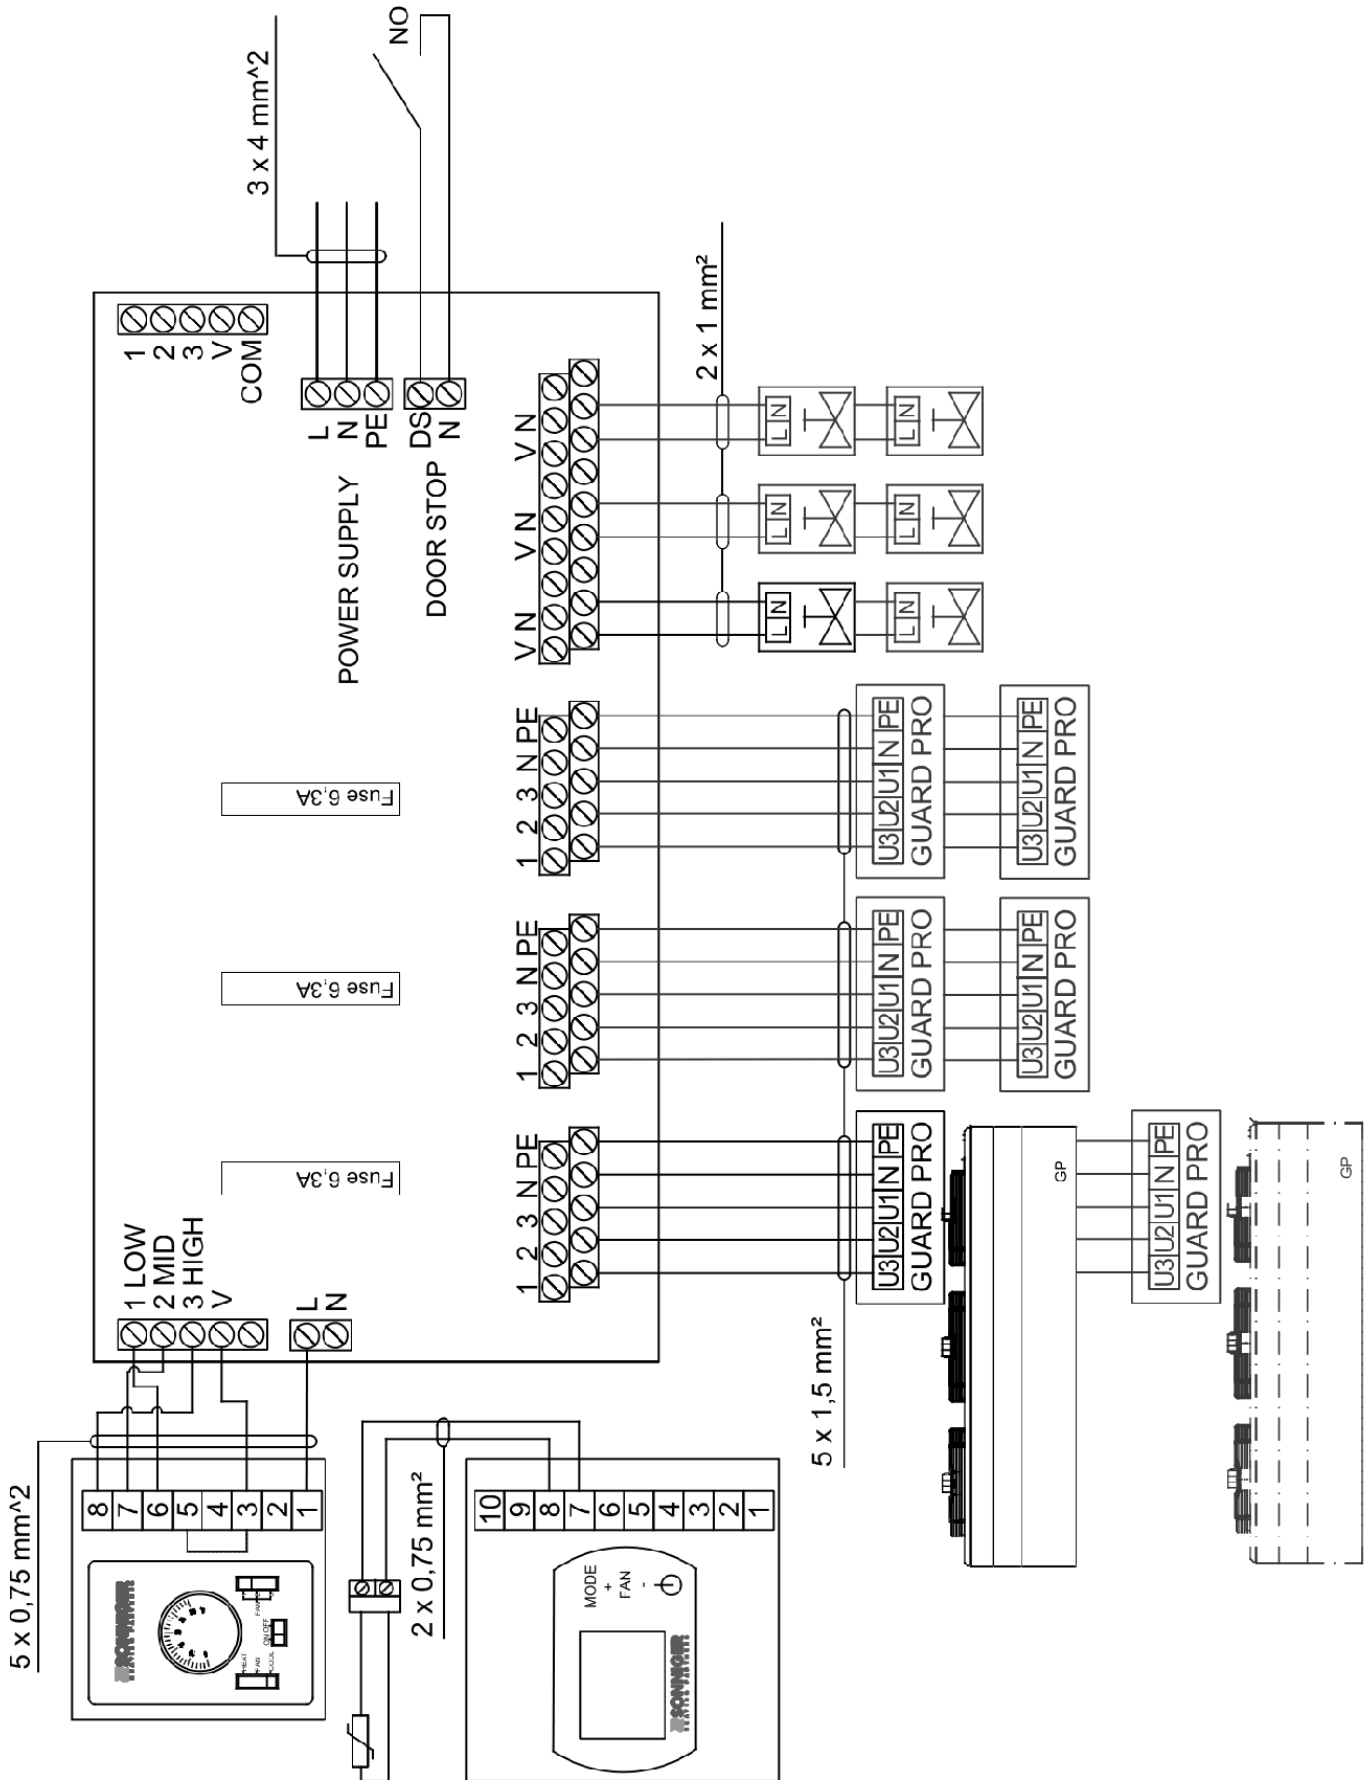 5 x 0,75 mm^2
8
7
6
5
4
3
2
1
SONNIGER
HEAT
FAN
COOL
ON OFF
FAN
1 LOW
2 MID
3 HIGH
V
L
N
Fuse 6,3A
Fuse 6,3A
Fuse 6,3A
1
2
3
V
COM
3 x 4 mm^2
NO
L
N
PE
POWER SUPPLY
DS
N
DOOR STOP
2 x 0,75 mm²
10
9
8
7
6
5
4
3
2
1
MODE
+
FAN
-
SONNIGER
1 2 3 N PE
1 2 3 N PE
1 2 3 N PE
V N
V N
V N
2 x 1 mm²
L N
L N
L N
L N
L N
L N
5 x 1,5 mm²
U3 U2 U1 N PE
GUARD PRO
U3 U2 U1 N PE
GUARD PRO
U3 U2 U1 N PE
GUARD PRO
U3 U2 U1 N PE
GUARD PRO
U3 U2 U1 N PE
GUARD PRO
GP
U3 U2 U1 N PE
GUARD PRO
GP